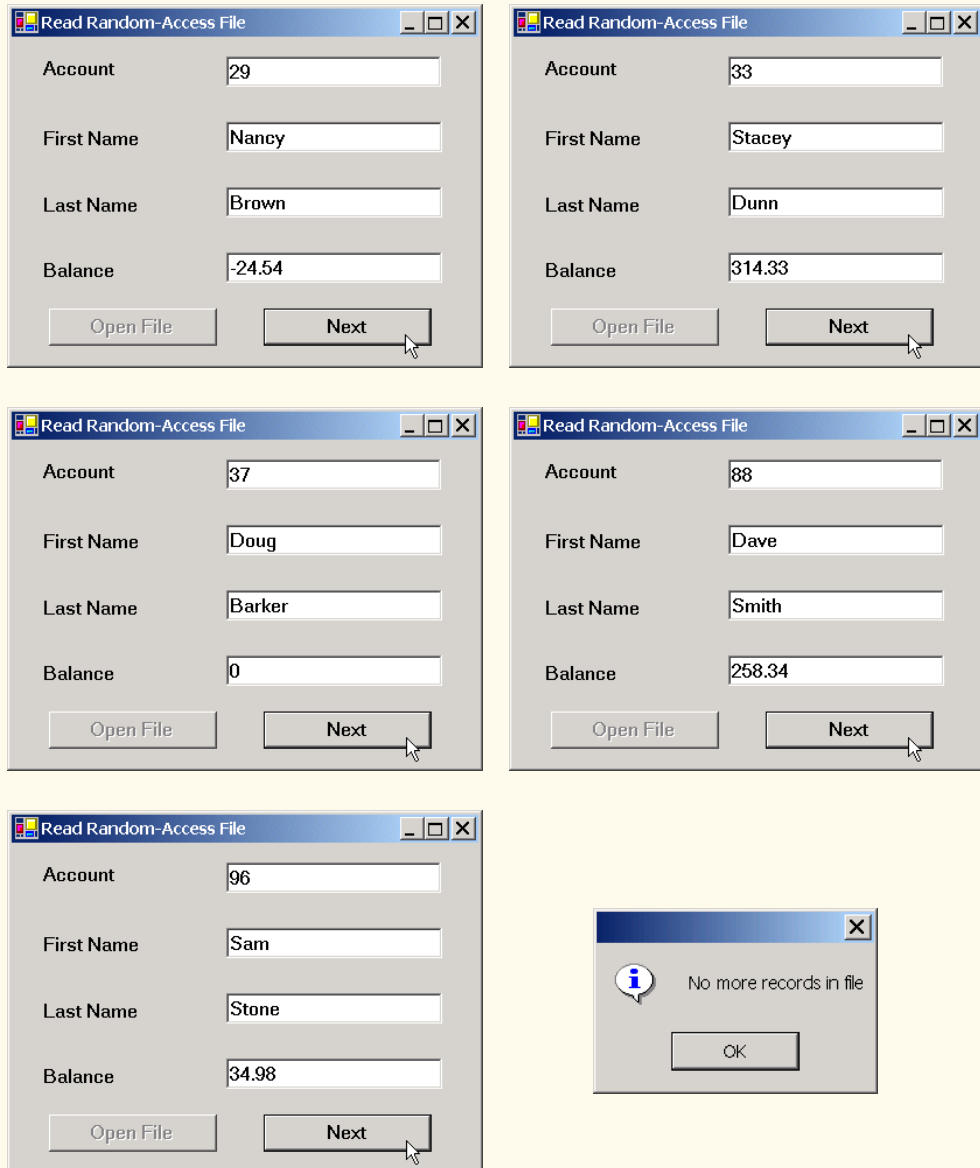 Read Random-Access File
Account 29
First Name Nancy
Last Name Brown
Balance -24.54
Open File Next
Read Random-Access File
Account 33
First Name Stacey
Last Name Dunn
Balance 314.33
Open File Next
Read Random-Access File
Account 37
First Name Doug
Last Name Barker
Balance 0
Open File Next
Read Random-Access File
Account 88
First Name Dave
Last Name Smith
Balance 258.34
Open File Next
Read Random-Access File
Account 96
First Name Sam
Last Name Stone
Balance 34.98
Open File Next
No more records in file
OK